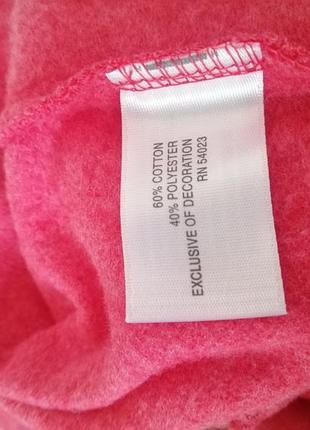 60% COTTON
40% POLYESTER
EXCLUSIVE OF DECORATION
RN 54023